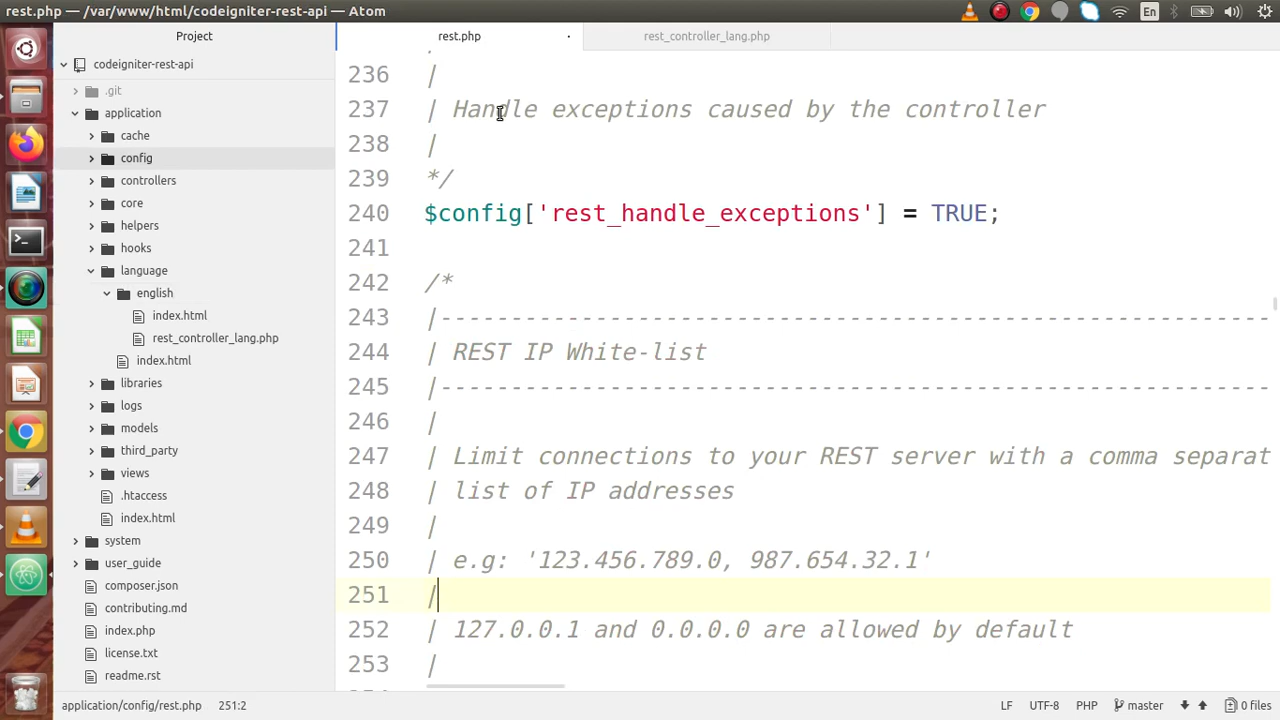 rest.php — /var/www/html/codeigniter-rest-api — Atom
En
Project
codeigniter-rest-api
.git
application
cache
config
controllers
core
helpers
hooks
language
english
index.html
rest_controller_lang.php
index.html
libraries
logs
models
third_party
views
.htaccess
index.html
system
user_guide
composer.json
contributing.md
index.php
license.txt
readme.rst
rest.php
rest_controller_lang.php
236 |
237 | Handle exceptions caused by the controller
238 |
239 */
240 $config['rest_handle_exceptions'] = TRUE;
241
242 /*
243 |-----------------------------------------------------------
244 | REST IP White-list
245 |-----------------------------------------------------------
246 |
247 | Limit connections to your REST server with a comma separat
248 | list of IP addresses
249 |
250 | e.g: '123.456.789.0, 987.654.32.1'
251 |
252 | 127.0.0.1 and 0.0.0.0 are allowed by default
253 |
application/config/rest.php 251:2 LF UTF-8 PHP master 0 files